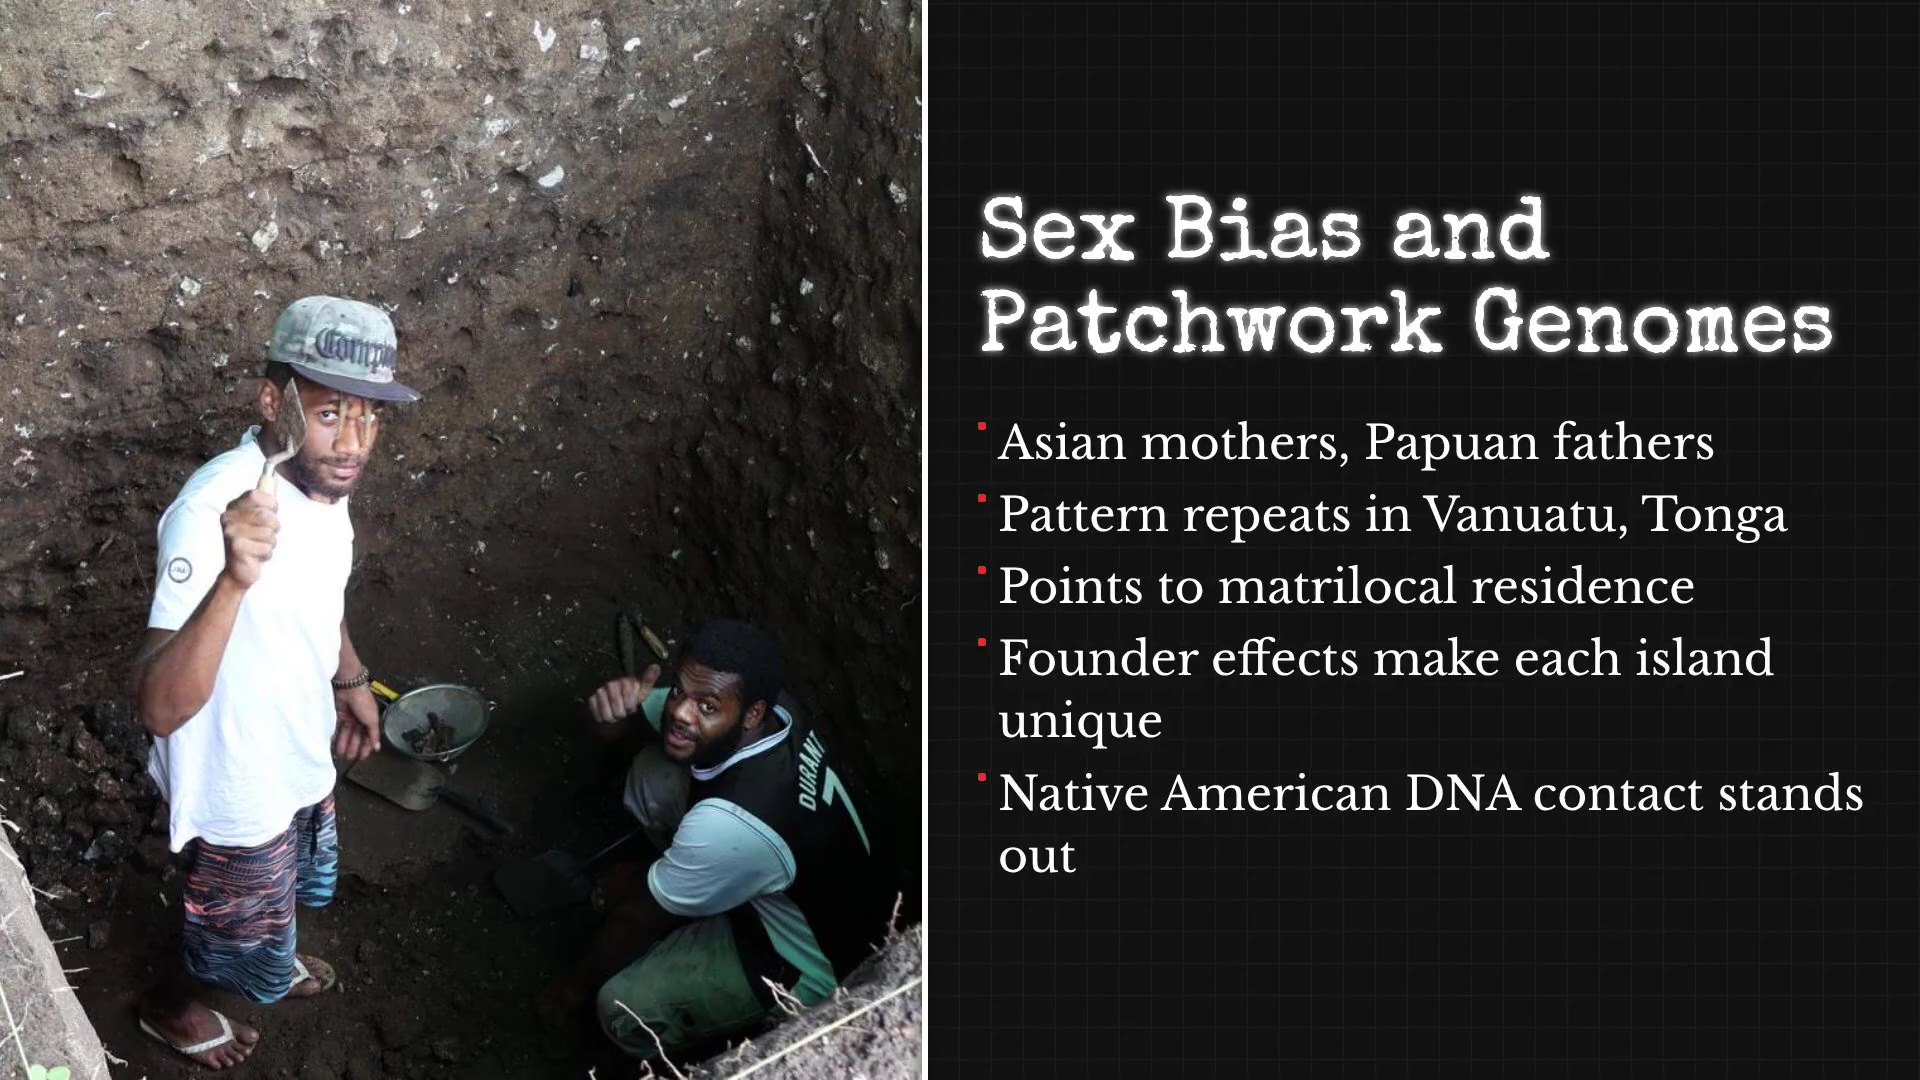 Sex Bias and
Patchwork Genomes
Asian mothers, Papuan fathers
Pattern repeats in Vanuatu, Tonga
Points to matrilocal residence
Founder effects make each island
unique
Native American DNA contact stands
out
DURANT
7